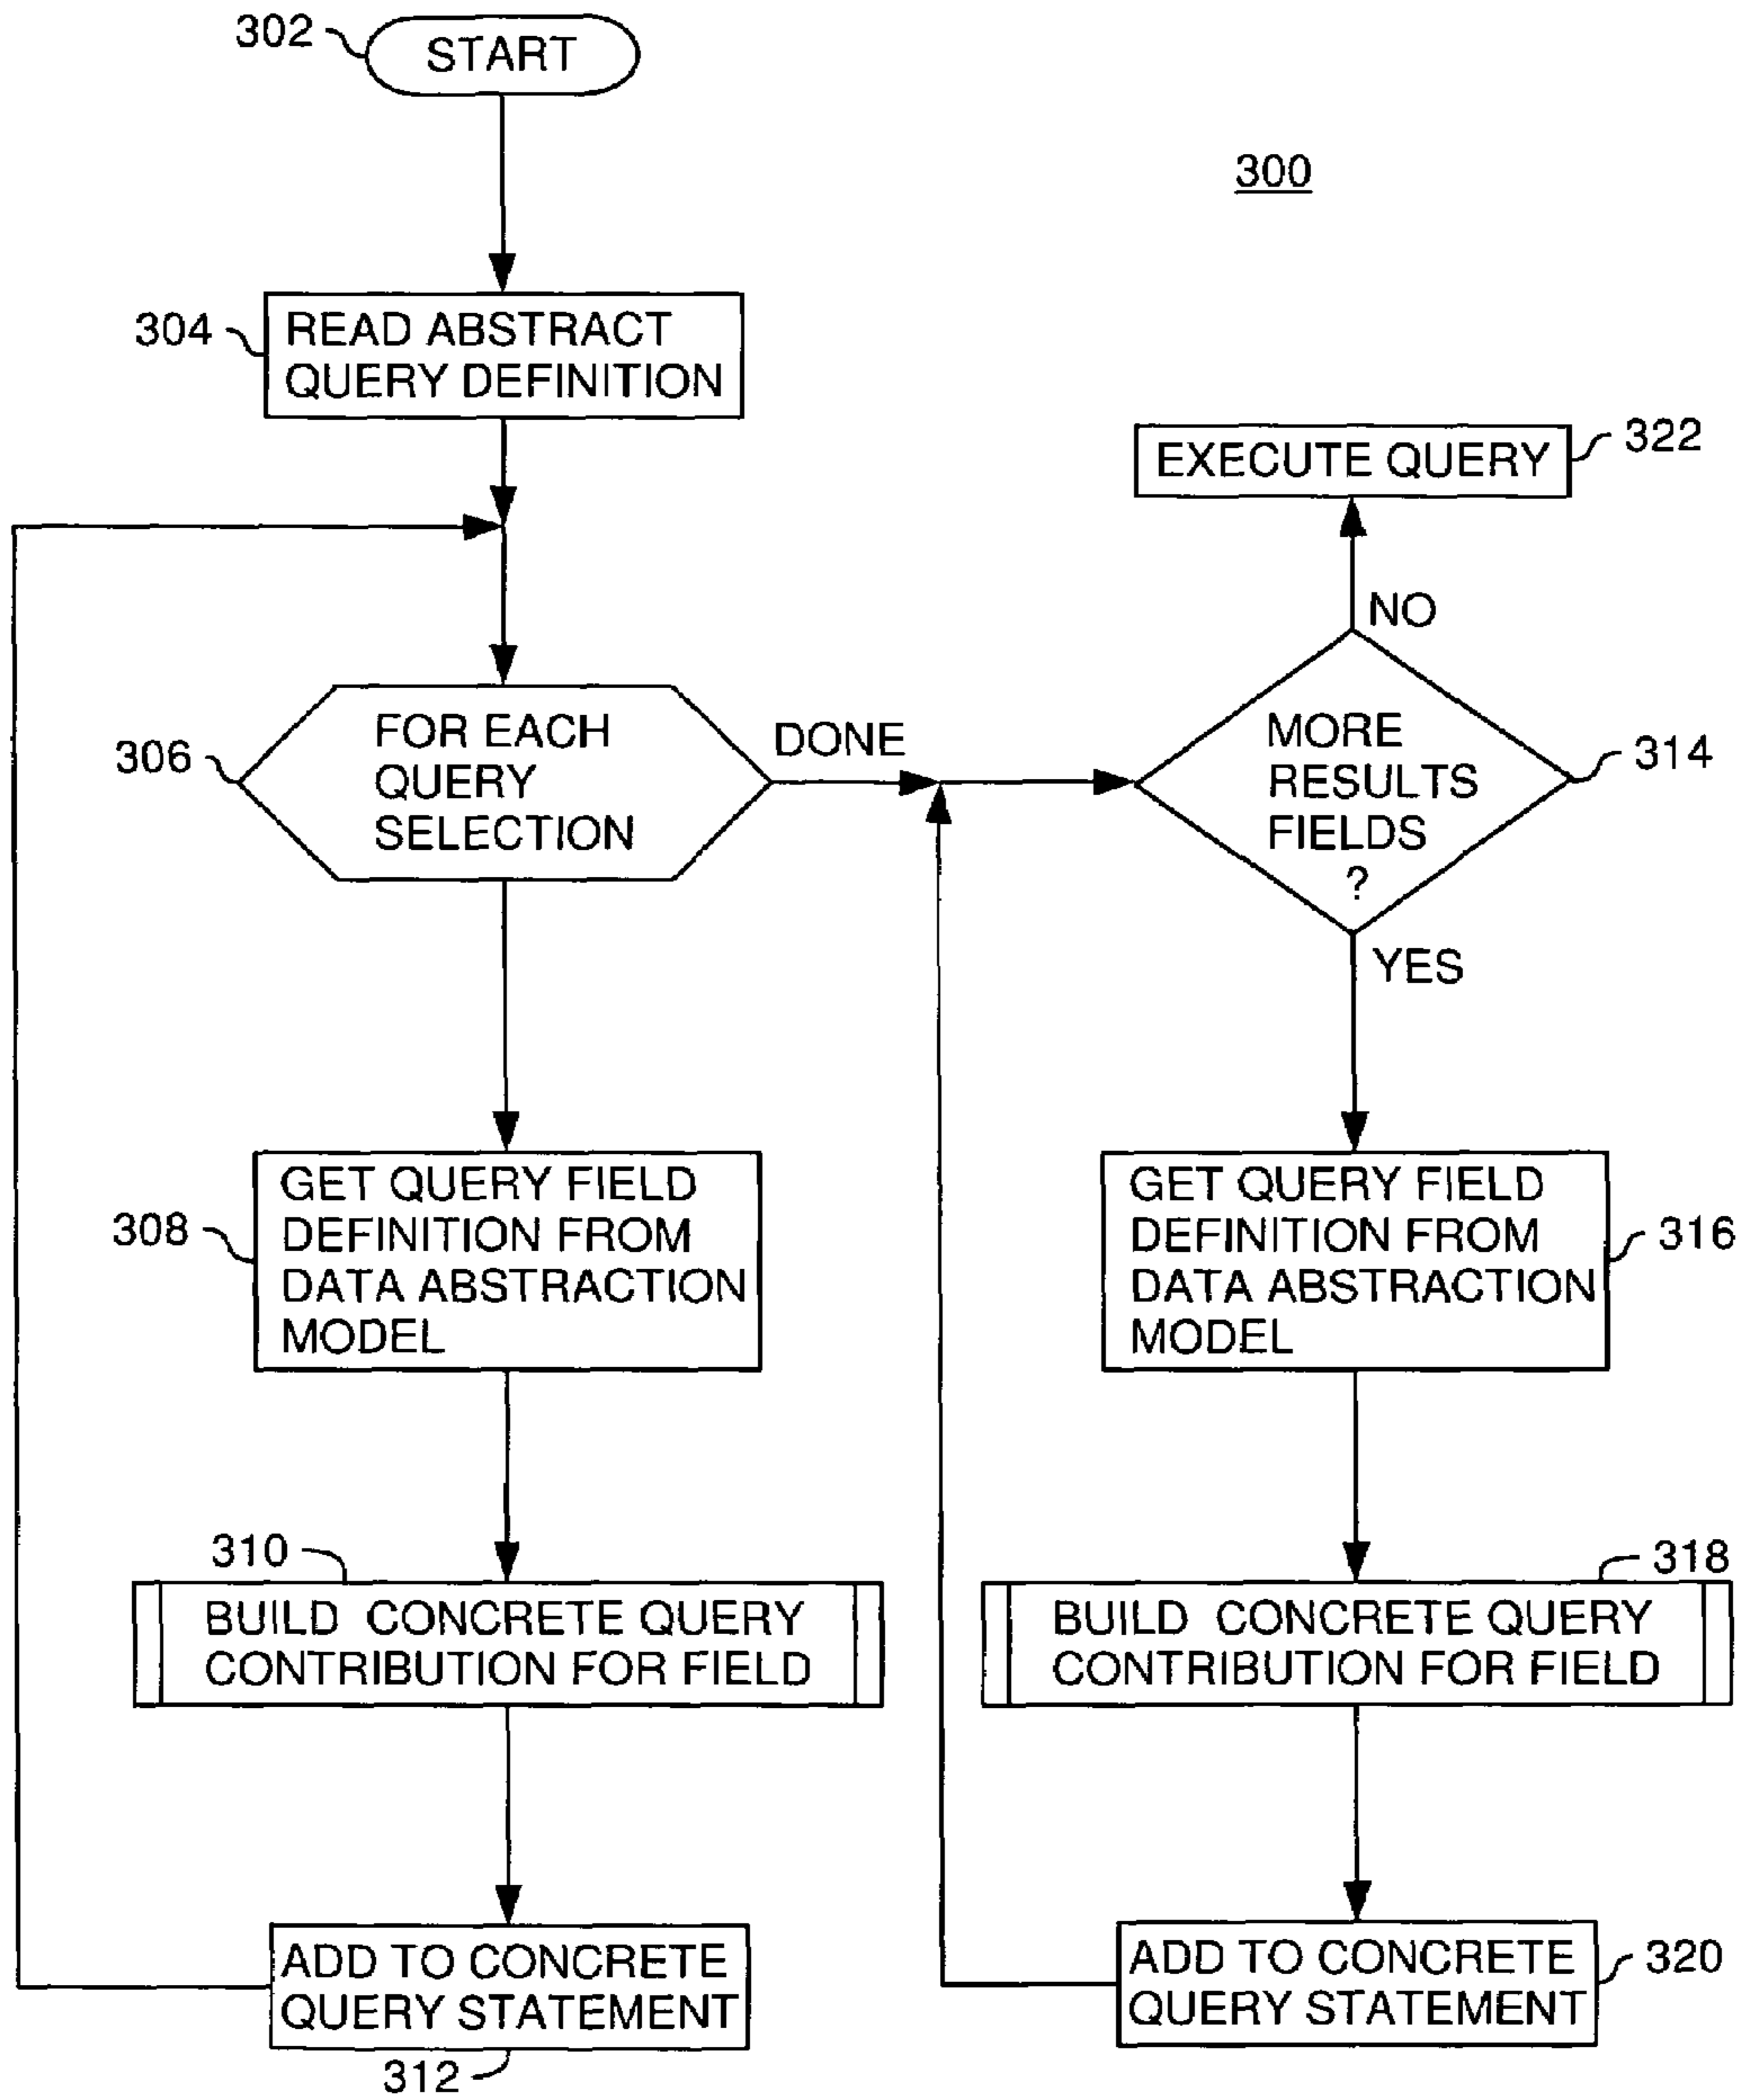 302
START
300
304
READ ABSTRACT
QUERY DEFINITION
EXECUTE QUERY
322
NO
306
FOR EACH
QUERY
SELECTION
DONE
MORE
RESULTS
FIELDS
?
314
YES
308
GET QUERY FIELD
DEFINITION FROM
DATA ABSTRACTION
MODEL
GET QUERY FIELD
DEFINITION FROM
DATA ABSTRACTION
MODEL
316
310
BUILD CONCRETE QUERY
CONTRIBUTION FOR FIELD
318
BUILD CONCRETE QUERY
CONTRIBUTION FOR FIELD
ADD TO CONCRETE
QUERY STATEMENT
312
ADD TO CONCRETE
QUERY STATEMENT
320